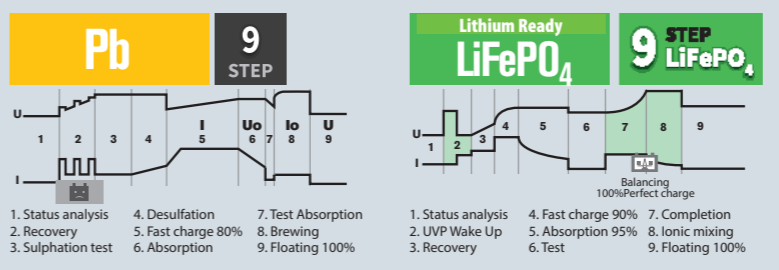 Pb
9
STEP
U
I
1
2
3
4
I
5
Uo
6
7
Io
8
U
9
1. Status analysis
2. Recovery
3. Sulphation test
4. Desulfation
5. Fast charge 80%
6. Absorption
7. Test Absorption
8. Brewing
9. Floating 100%
Lithium Ready
LiFePO4
9 STEP
LiFePO4
U
I
1
2
3
4
5
6
7
8
9
Balancing
100%Perfect charge
1. Status analysis
2. UVP Wake Up
3. Recovery
4. Fast charge 90%
5. Absorption 95%
6. Test
7. Completion
8. Ionic mixing
9. Floating 100%